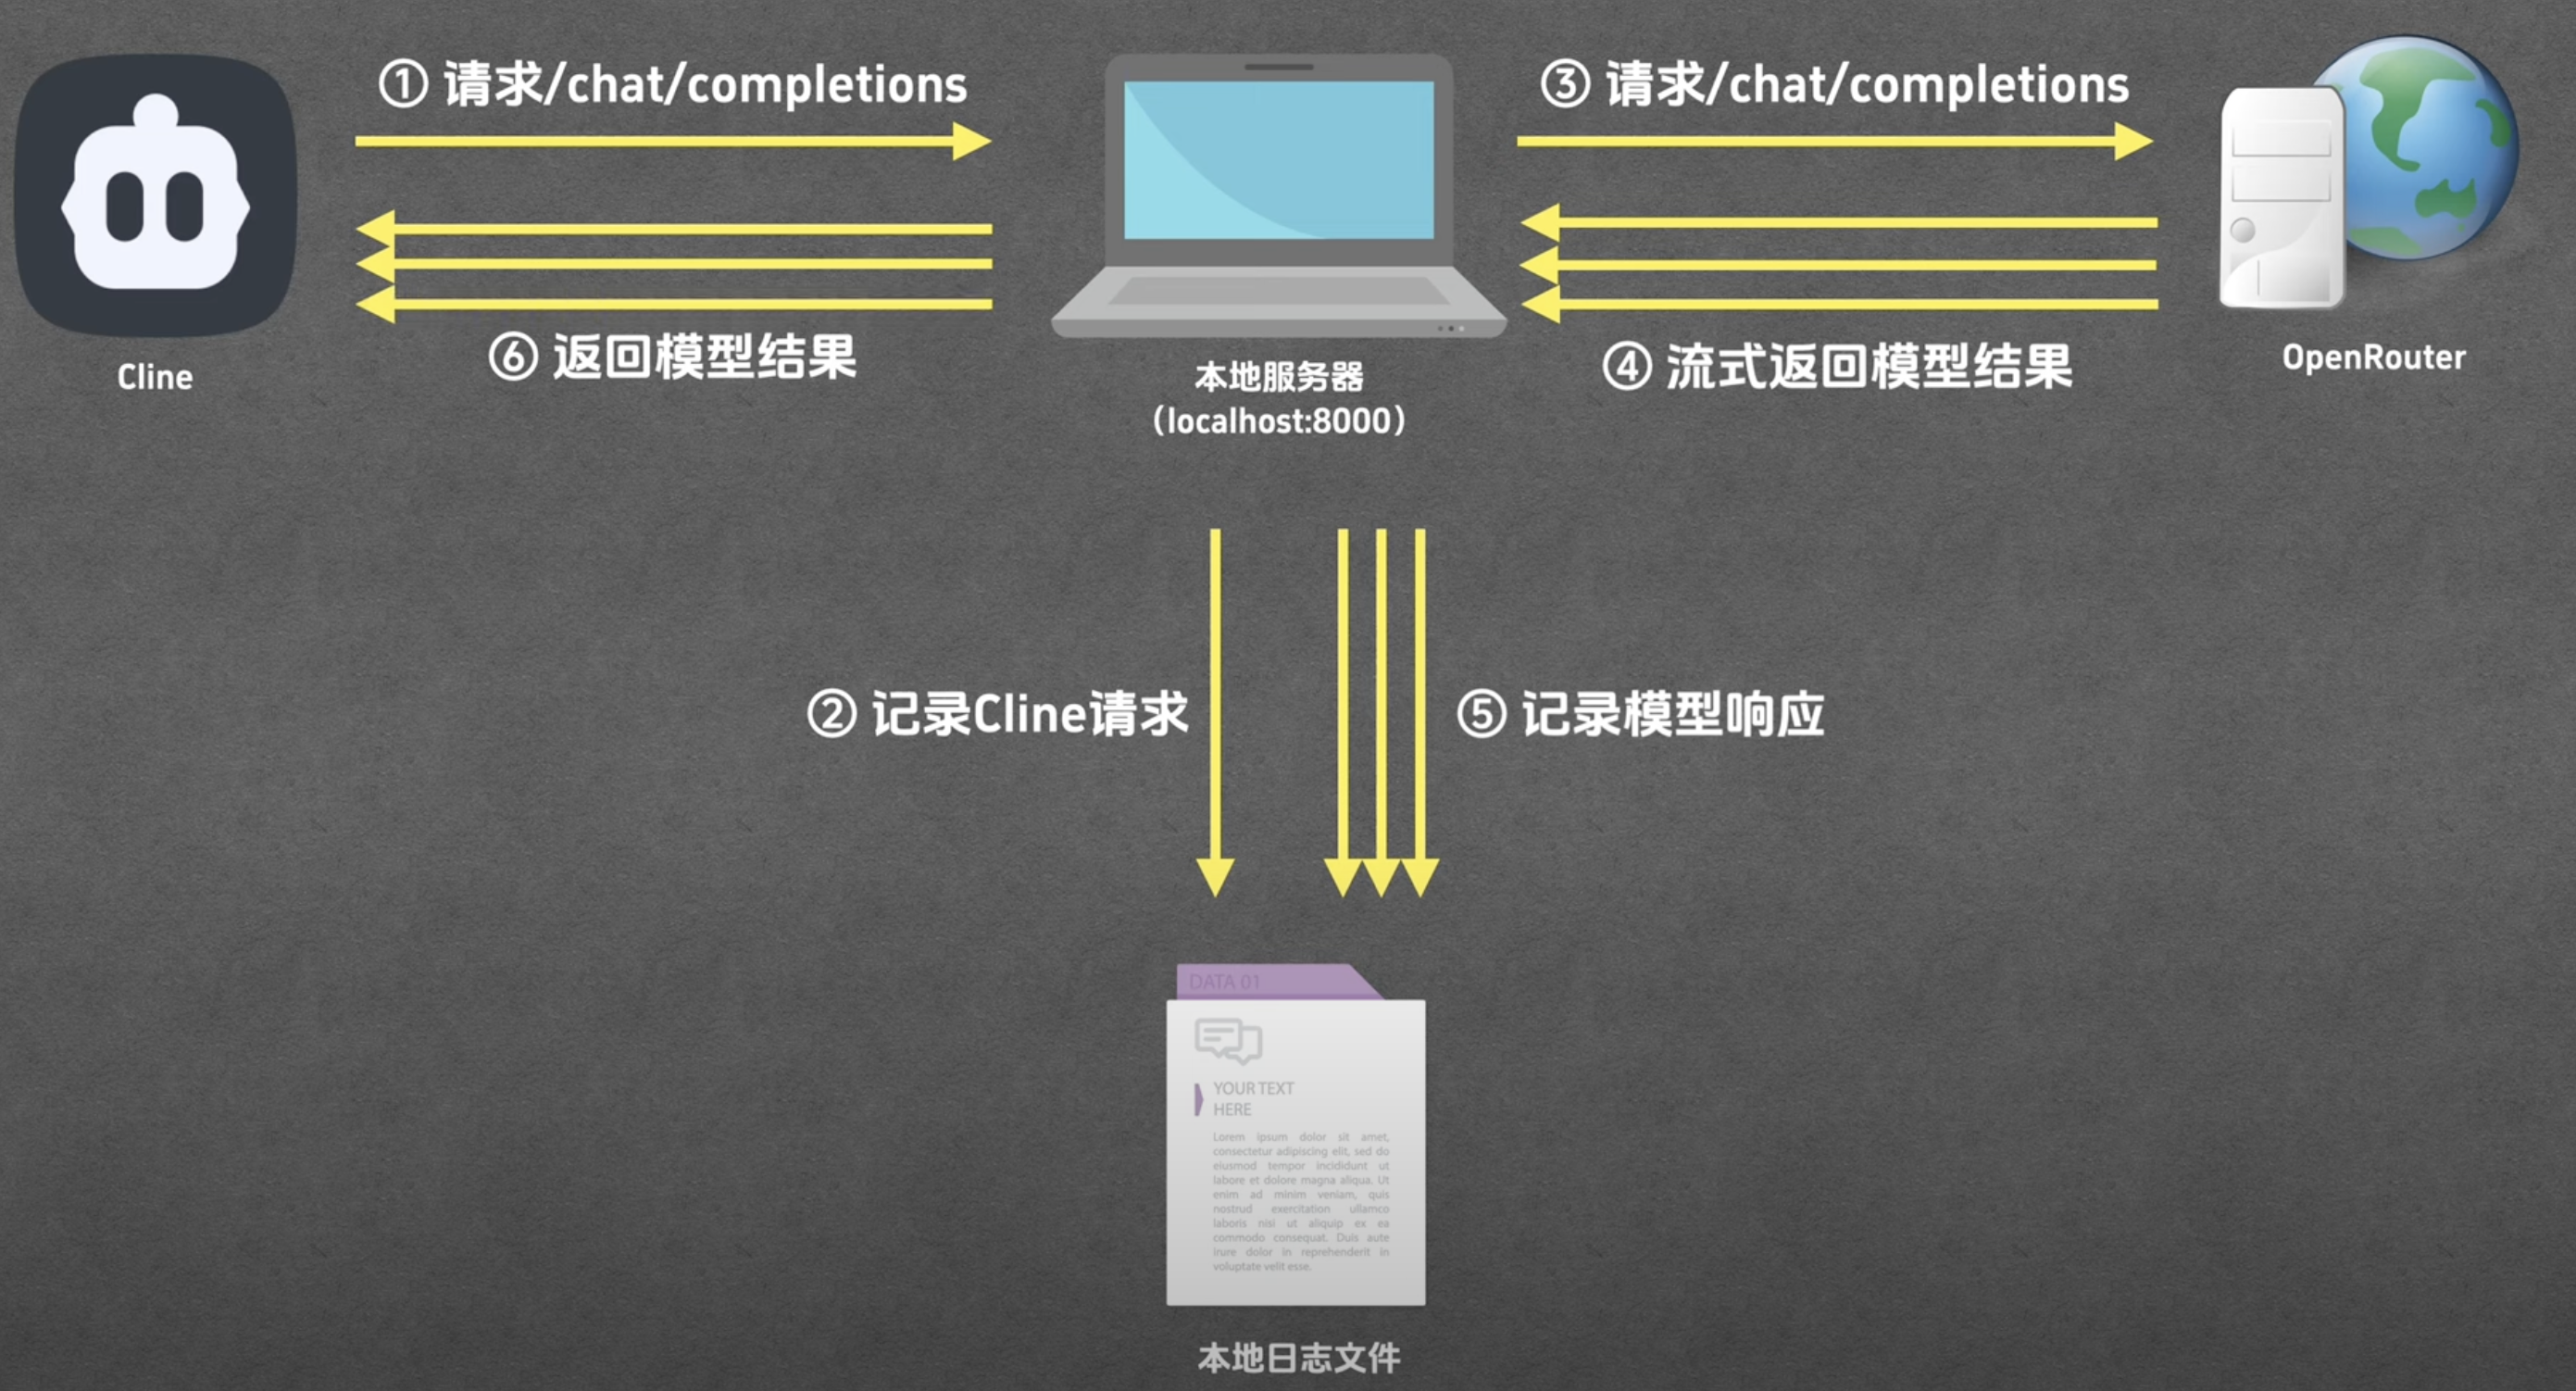 ① 请求/chat/completions
③ 请求/chat/completions
⑥ 返回模型结果
④ 流式返回模型结果
Cline
本地服务器
(localhost:8000)
OpenRouter
② 记录Cline请求
⑤ 记录模型响应
DATA 01
YOUR TEXT
HERE
Lorem ipsum dolor sit amet,
consectetur adipiscing elit, sed do
eiusmod tempor incididunt ut
labore et dolore magna aliqua. Ut
enim ad minim veniam, quis
nostrud exercitation ullamco
laboris nisi ut aliquip ex ea
commodo consequat. Duis aute
irure dolor in reprehenderit in
voluptate velit esse.
本地日志文件